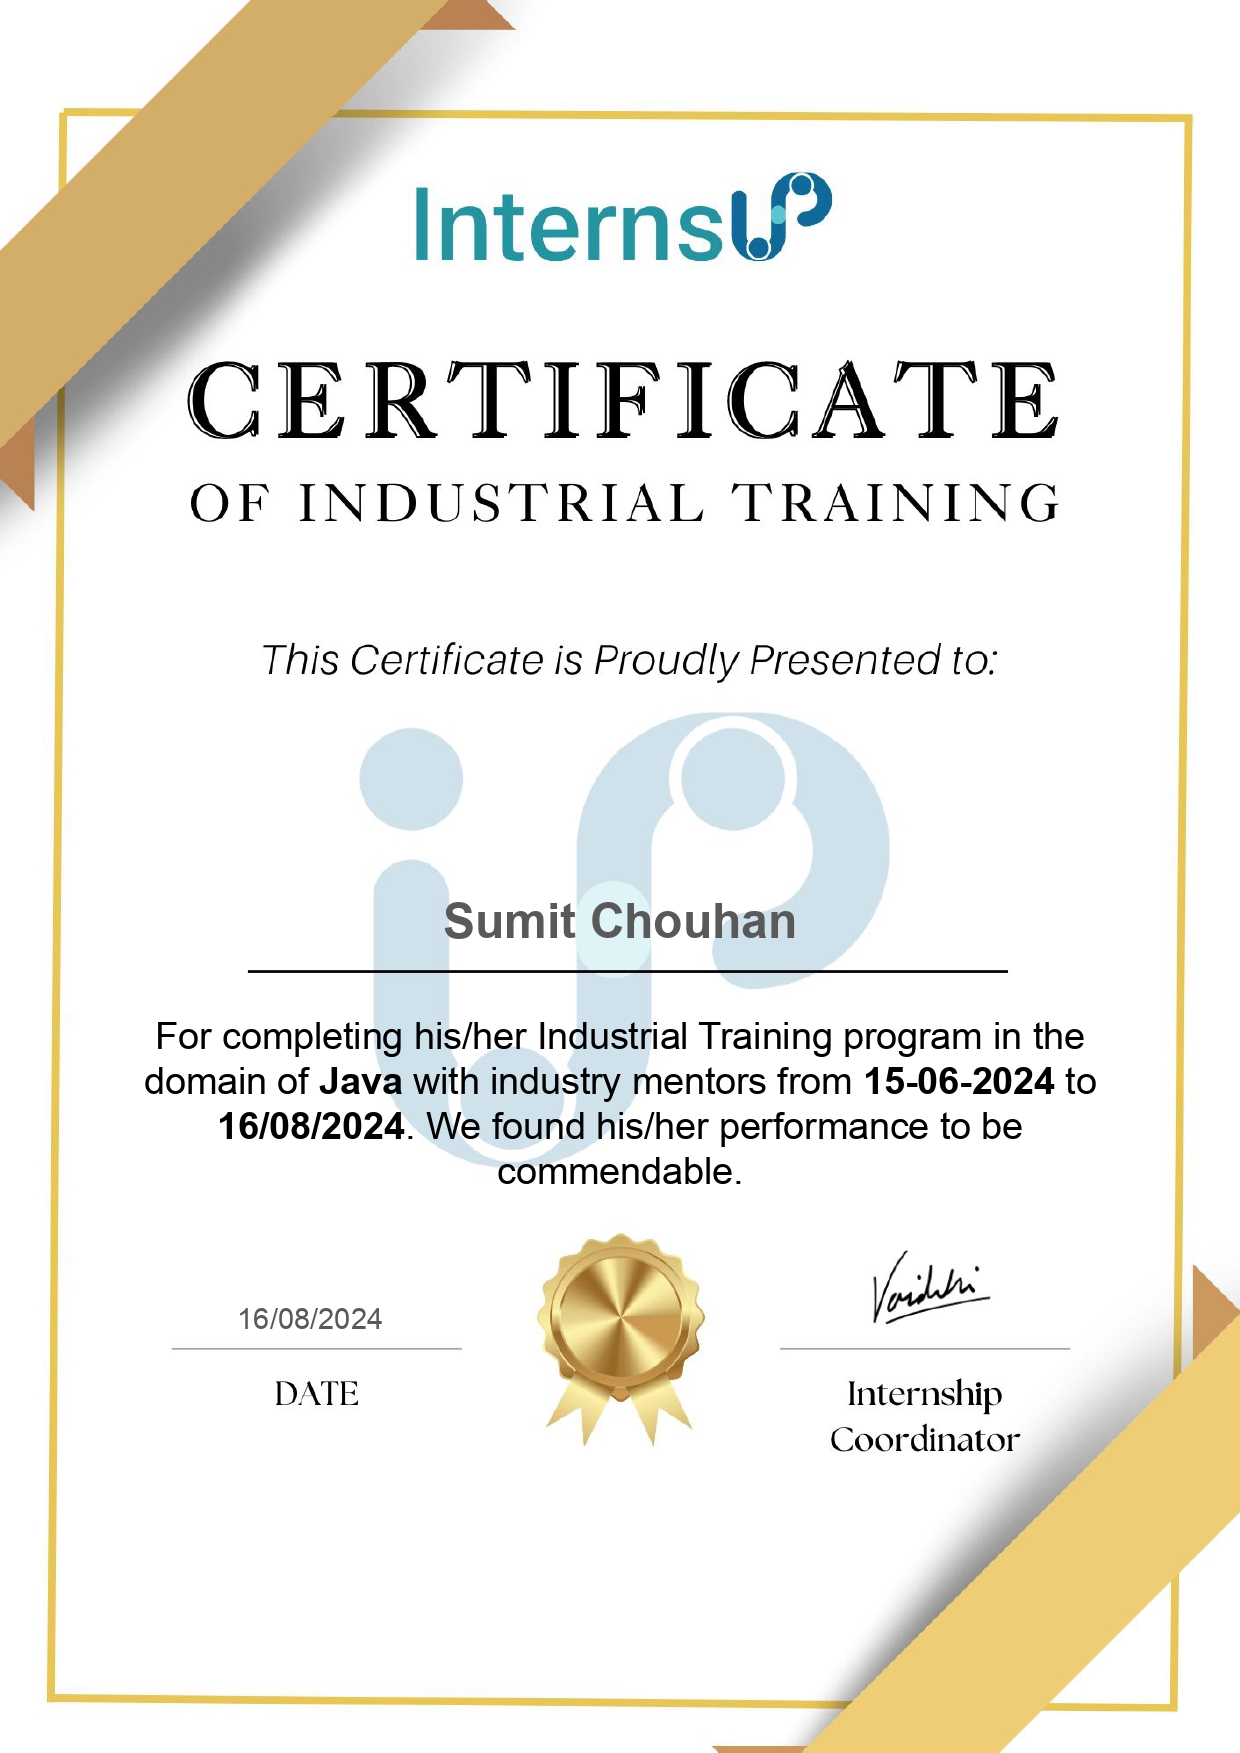 InternsUP
CERTIFICATE
OF INDUSTRIAL TRAINING
This Certificate is Proudly Presented to:
Sumit Chouhan
For completing his/her Industrial Training program in the
domain of Java with industry mentors from 15-06-2024 to
16/08/2024. We found his/her performance to be
commendable.
16/08/2024
DATE
Vaidehi
Internship
Coordinator